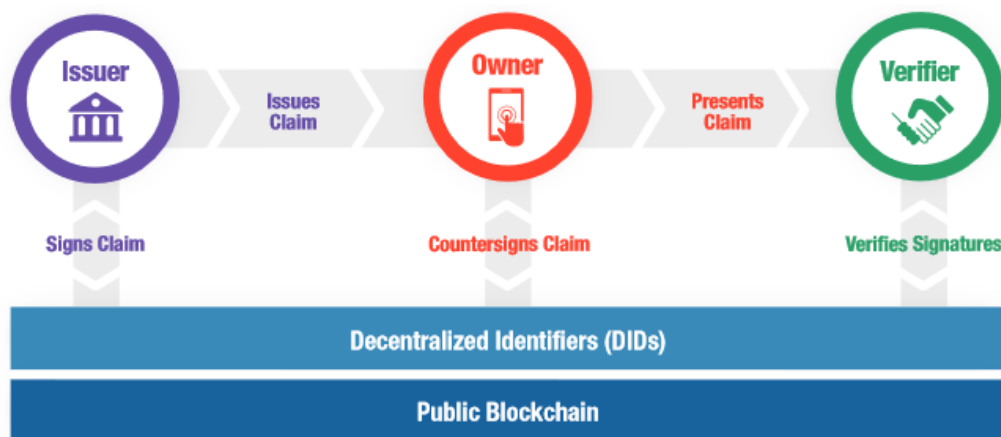 Issuer
Owner
Verifier
Issues
Claim
Presents
Claim
Signs Claim
Countersigns Claim
Verifies Signatures
Decentralized Identifiers (DIDs)
Public Blockchain